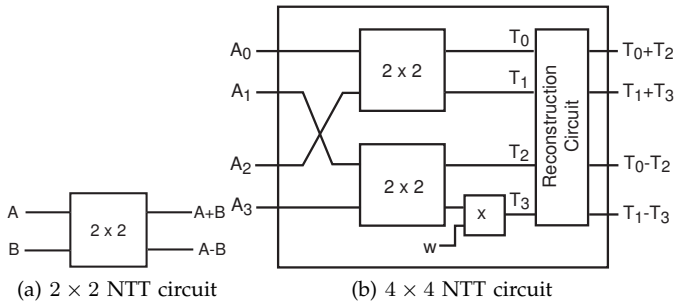 A
B
2 x 2
A+B
A-B
(a) 2 × 2 NTT circuit
A0
A1
A2
A3
2 x 2
2 x 2
T0
T1
T2
T3
x
w
Reconstruction
Circuit
T0+T2
T1+T3
T0-T2
T1-T3
(b) 4 × 4 NTT circuit